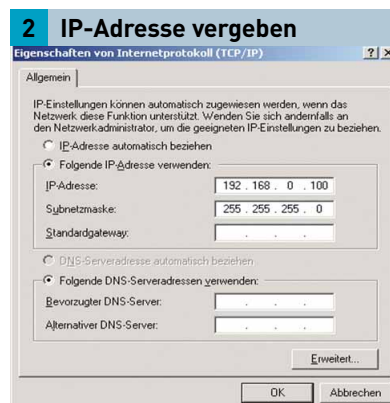 2 IP-Adresse vergeben
Eigenschaften von Internetprotokoll (TCP/IP)
Allgemein
IP-Einstellungen können automatisch zugewiesen werden, wenn das
Netzwerk diese Funktion unterstützt. Wenden Sie sich andernfalls an
den Netzwerkadministrator, um die geeigneten IP-Einstellungen zu beziehen.
IP-Adresse automatisch beziehen
Folgende IP-Adresse verwenden:
IP-Adresse: 192 . 168 . 0 . 100
Subnetzmaske: 255 . 255 . 255 . 0
Standardgateway: . . .
DNS-Serveradresse automatisch beziehen
Folgende DNS-Serveradressen verwenden:
Bevorzugter DNS-Server: . . .
Alternativer DNS-Server: . . .
Erweitert...
OK Abbrechen